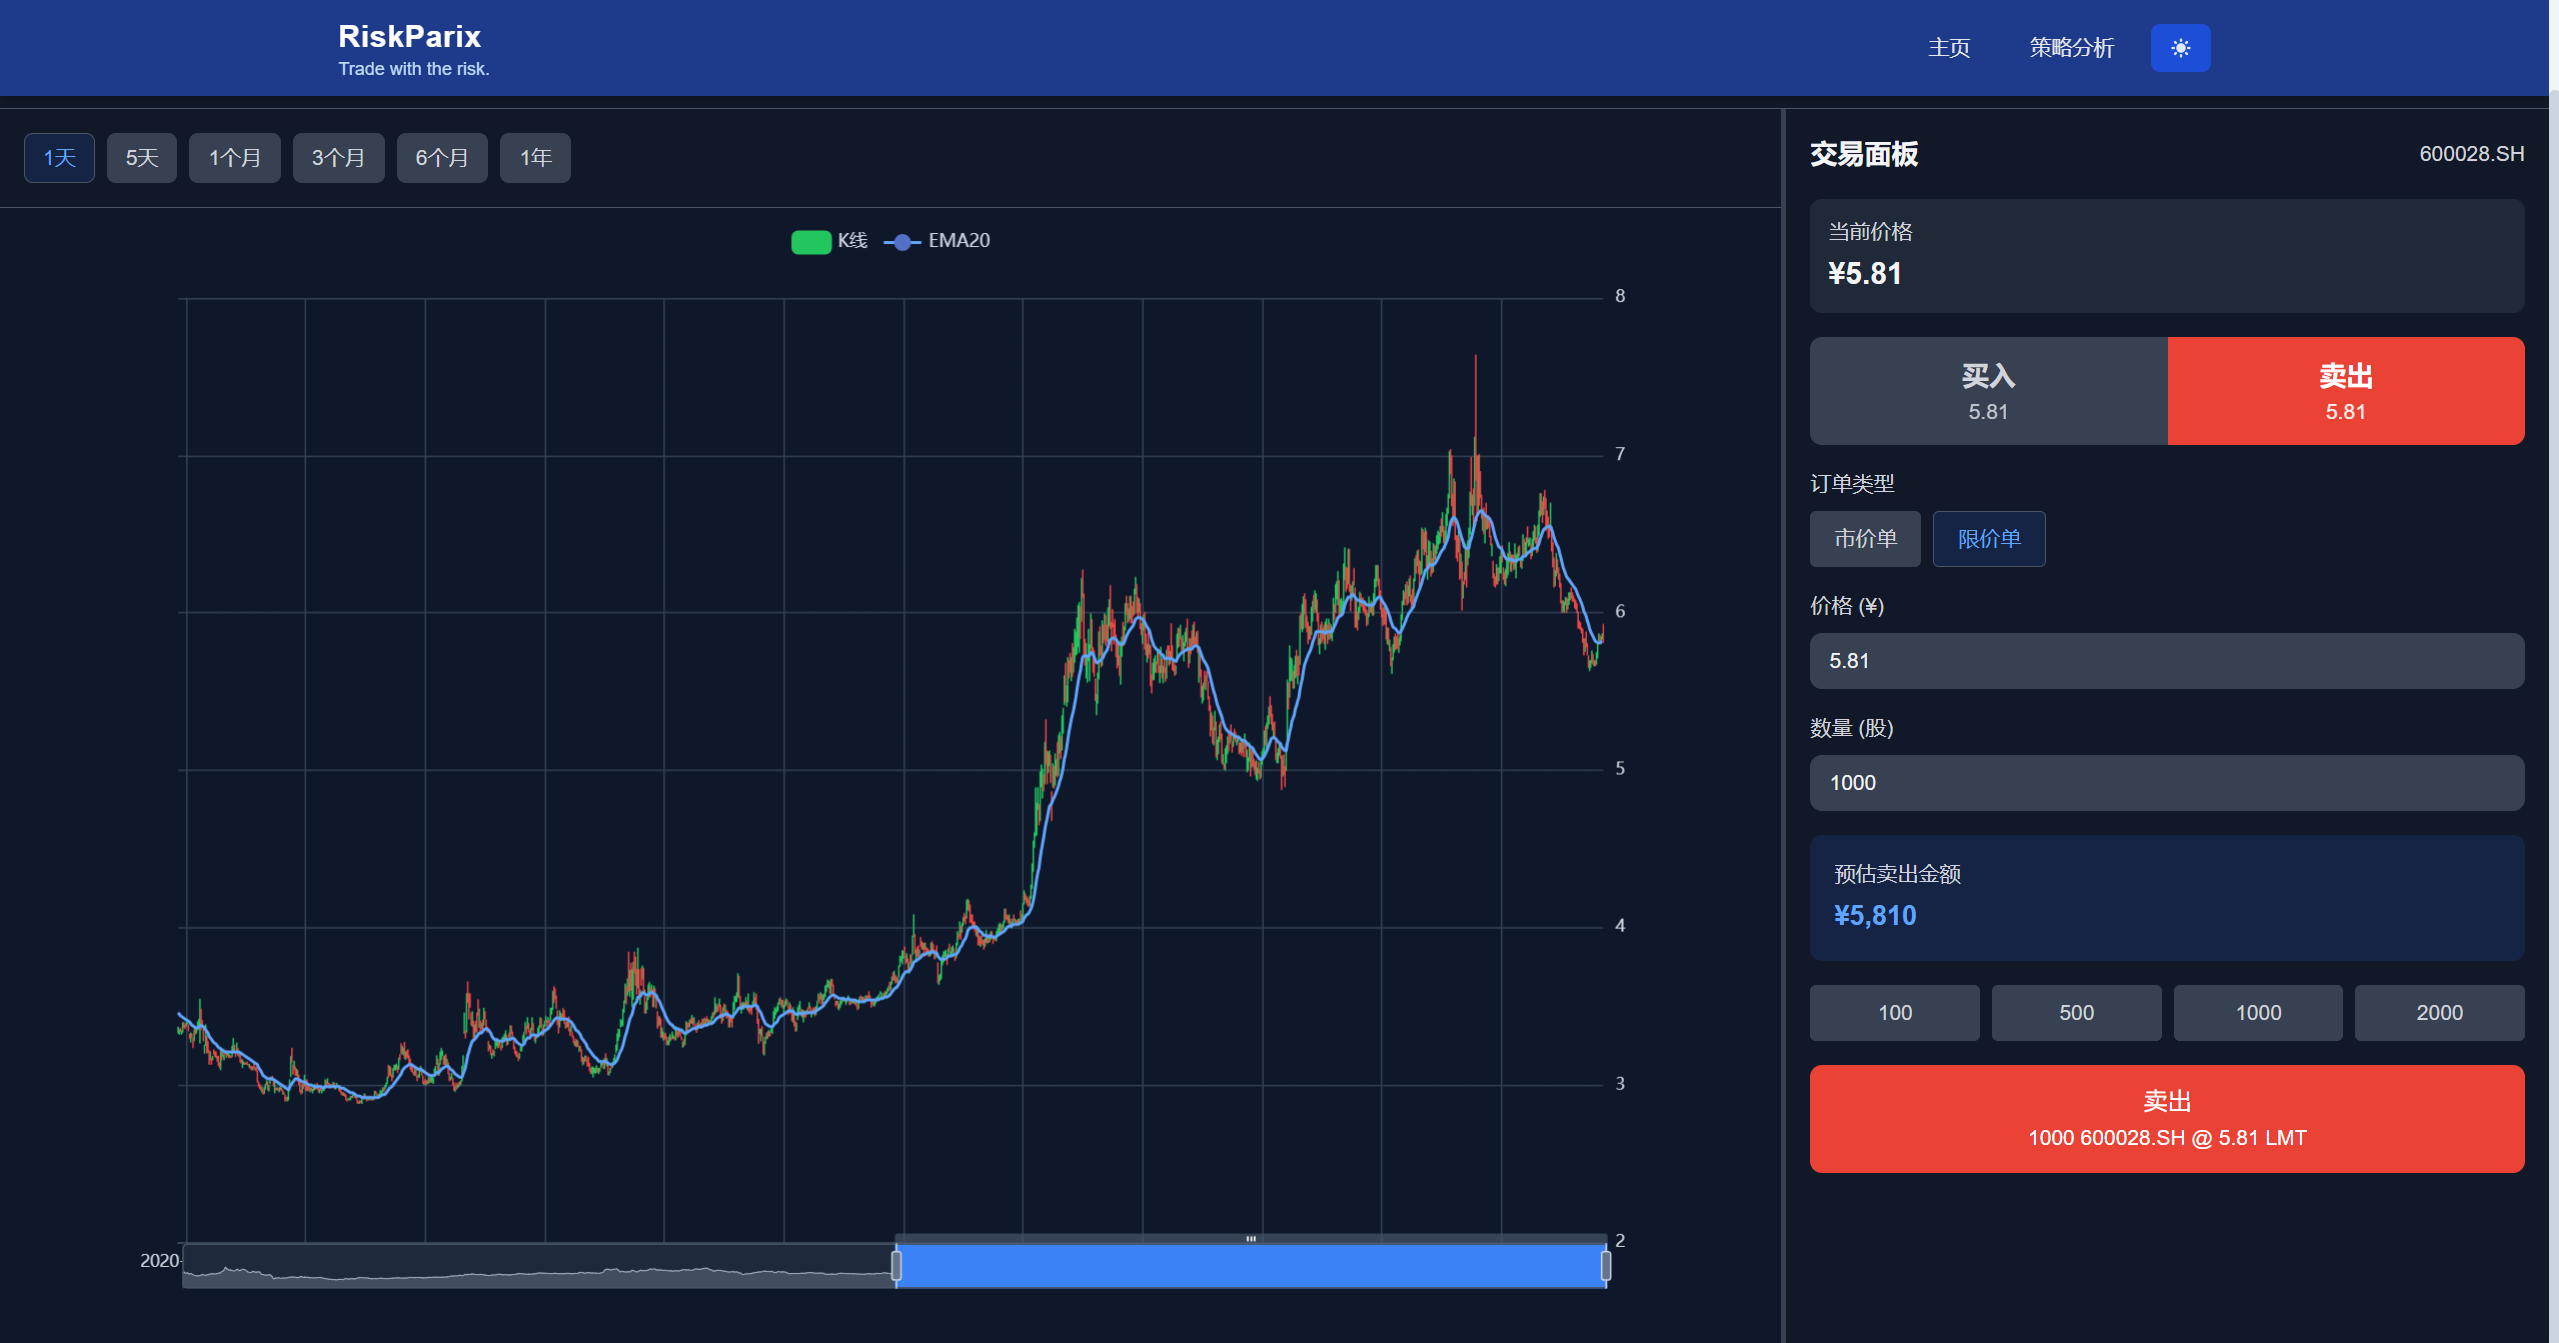 RiskParix
Trade with the risk.
主页
策略分析
1天
5天
1个月
3个月
6个月
1年
K线
EMA20
8
7
6
5
4
3
2
2020-
交易面板
600028.SH
当前价格
¥5.81
买入
5.81
卖出
5.81
订单类型
市价单
限价单
价格 (¥)
5.81
数量 (股)
1000
预估卖出金额
¥5,810
100
500
1000
2000
卖出
1000 600028.SH @ 5.81 LMT